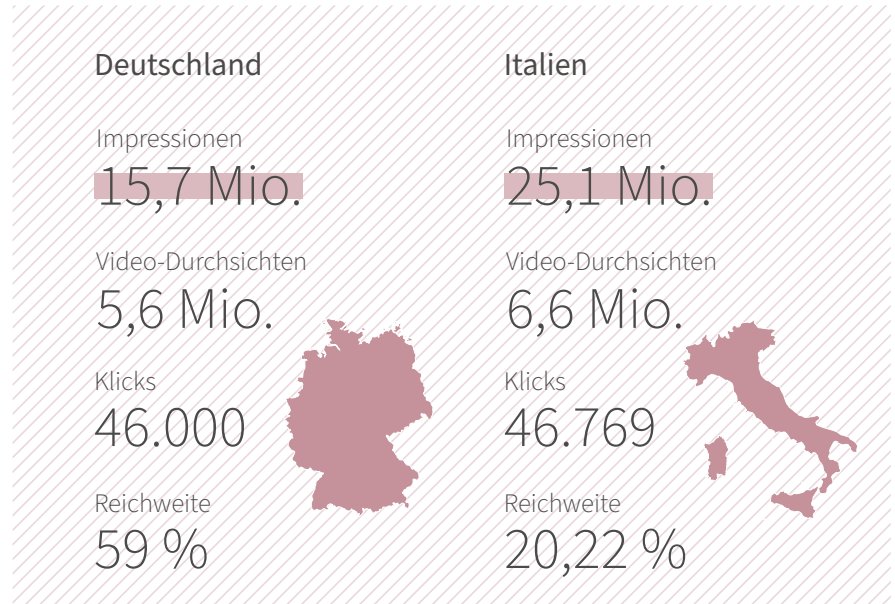 Deutschland
Impressionen
15,7 Mio.
Video-Durchsichten
5,6 Mio.
Klicks
46.000
Reichweite
59 %
Italien
Impressionen
25,1 Mio.
Video-Durchsichten
6,6 Mio.
Klicks
46.769
Reichweite
20,22 %